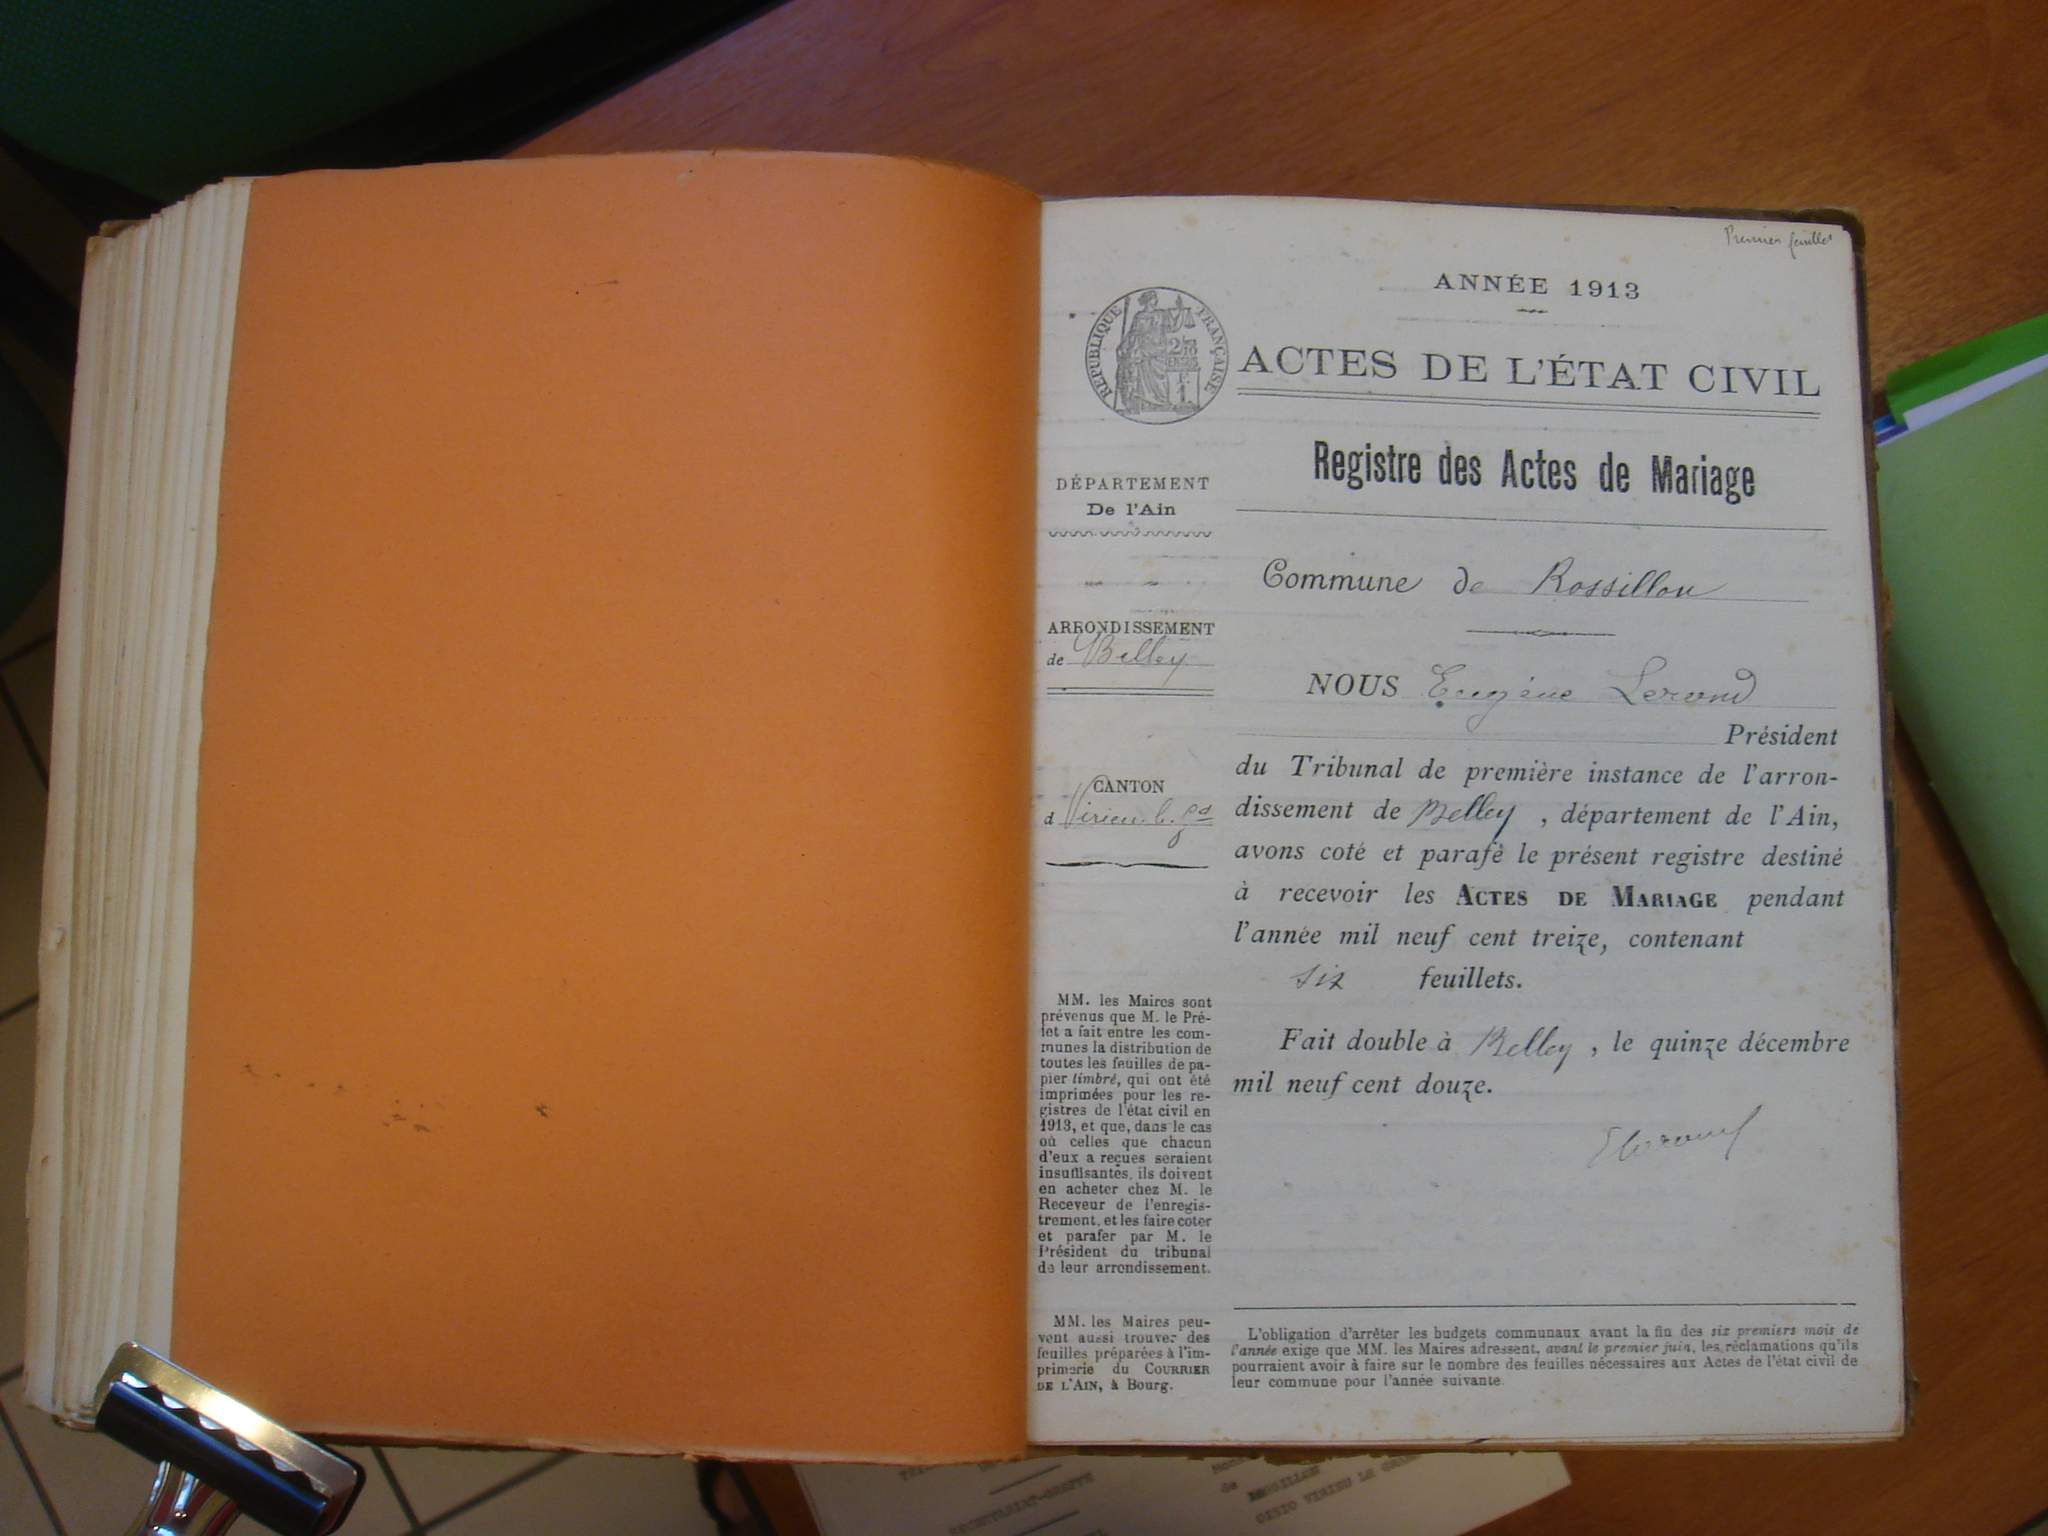 Premier feuillet
ANNÉE 1913
RÉPUBLIQUE FRANÇAISE
ACTES DE L'ÉTAT CIVIL
Registre des Actes de Mariage
DÉPARTEMENT
De l'Ain
ARRONDISSEMENT
de Belley
CANTON
d Virieu-le-Gd
Commune de Rossillon
NOUS Eugène Lerond
Président
du Tribunal de première instance de l'arron-
dissement de Belley, département de l'Ain,
avons coté et parafé le présent registre destiné
à recevoir les ACTES DE MARIAGE pendant
l'année mil neuf cent treize, contenant
six feuillets.
Fait double à Belley, le quinze décembre
mil neuf cent douze.
MM. les Maires sont
prévenus que M. le Pré-
fet a fait entre les com-
munes la distribution de
toutes les feuilles de pa-
pier timbré, qui ont été
imprimées pour les re-
gistres de l'état civil en
1913, et que, dans le cas
où celles que chacun
d'eux a reçues seraient
insuffisantes, ils doivent
en acheter chez M. le
Receveur de l'enregis-
trement, et les faire coter
et parafer par M. le
Président du tribunal
de leur arrondissement.
MM. les Maires peu-
vent aussi trouver des
feuilles préparées à l'im-
primerie du COURRIER
DE L'AIN, à Bourg.
L'obligation d'arrêter les budgets communaux avant la fin des six premiers mois de
l'année exige que MM. les Maires adressent, avant le premier juin, les réclamations qu'ils
pourraient avoir à faire sur le nombre des feuilles nécessaires aux Actes de l'état civil de
leur commune pour l'année suivante.